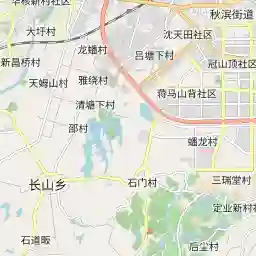 华核新村社区
秋滨街道
大圩村
沈天田社区
龙蟠村
吕塘下村
新昌桥村
冠山顶社区
雅绕村
天姆山村
蒋马山背社区
清塘下村
邵村
蟠龙村
长山乡
石门村
三瑞堂村
定业新村
石道畈
后尘村